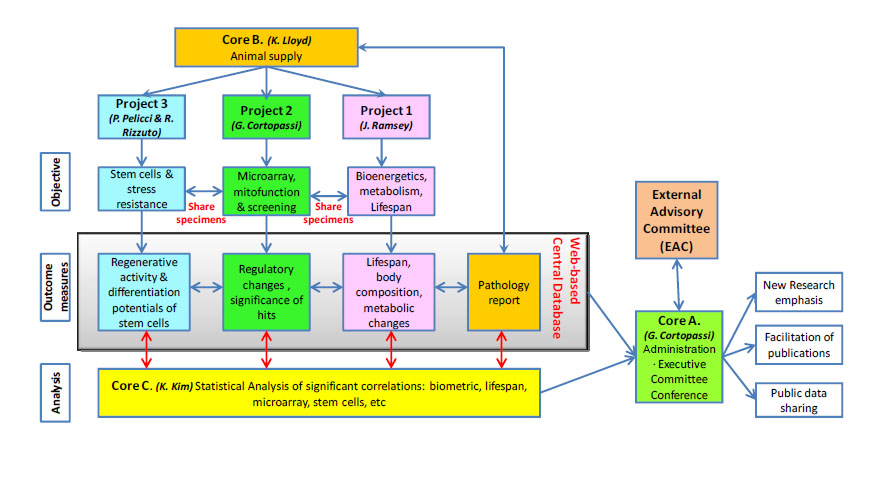 Core B. (K. Lloyd)
Animal supply
Project 3
(P. Pelicci & R.
Rizzuto)
Project 2
(G. Cortopassi)
Project 1
(J. Ramsey)
Objective
Stem cells &
stress
resistance
Share
specimens
Microarray,
mitofunction
& screening
Share
specimens
Bioenergetics,
metabolism,
Lifespan
External
Advisory
Committee
(EAC)
Outcome
measures
Regenerative
activity &
differentiation
potentials of
stem cells
Regulatory
changes ,
significance of
hits
Lifespan,
body
composition,
metabolic
changes
Pathology
report
Web-based
Central Database
Core A.
(G. Cortopassi)
Administration
· Executive
Committee
Conference
New Research
emphasis
Facilitation of
publications
Public data
sharing
Analysis
Core C. (K. Kim) Statistical Analysis of significant correlations: biometric, lifespan,
microarray, stem cells, etc